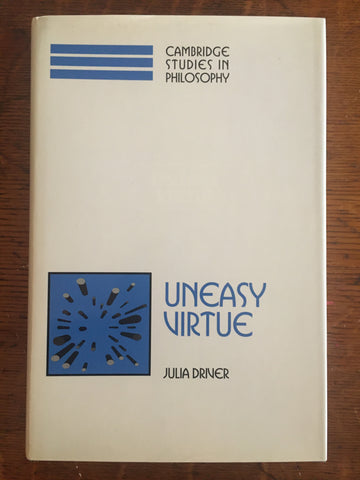 CAMBRIDGE
STUDIES IN
PHILOSOPHY
UNEASY
VIRTUE
JULIA DRIVER